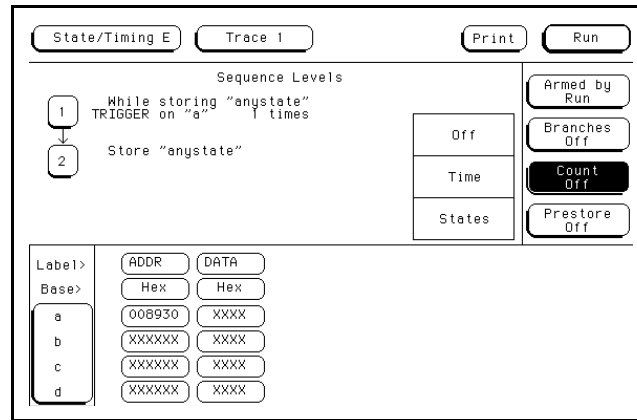 State/Timing E Trace 1 Print Run
Sequence Levels
1 While storing "anystate"
TRIGGER on "a" 1 times
2 Store "anystate"
Off
Time
States
Armed by
Run
Branches
Off
Count
Off
Prestore
Off
Label> ADDR DATA
Base> Hex Hex
a 008930 XXXX
b XXXXXX XXXX
c XXXXXX XXXX
d XXXXXX XXXX